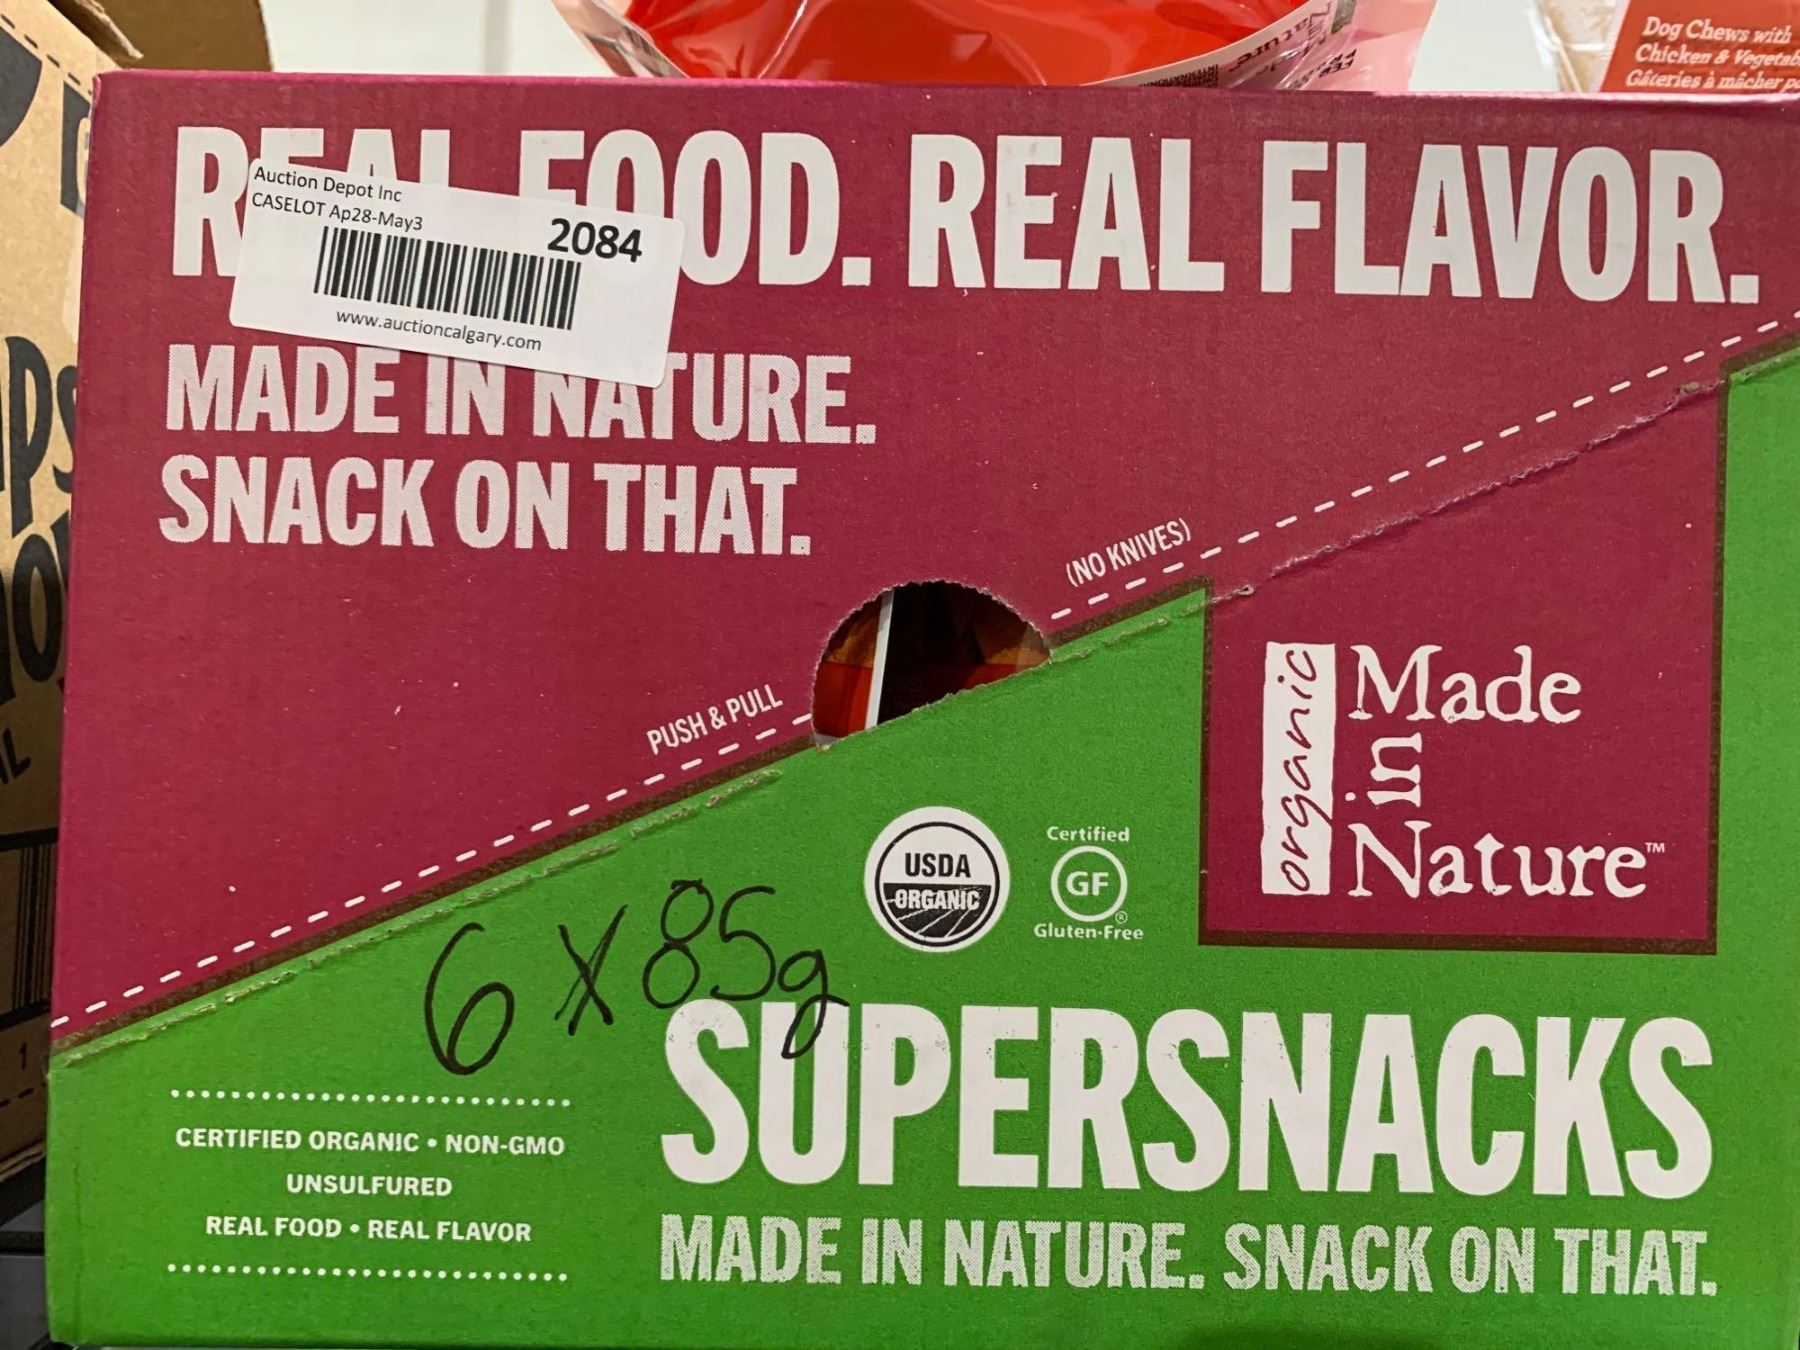 Dog Chews with
Chicken & Vegetab
Gâteries à mâcher
REAL FOOD. REAL FLAVOR.
Auction Depot Inc
CASELOT Ap28-May3
2084
www.auctioncalgary.com
MADE IN NATURE.
SNACK ON THAT.
(NO KNIVES)
PUSH & PULL
organic
Made
in
Nature™
USDA
ORGANIC
Certified
GF
®
Gluten-Free
6 X 85g
SUPERSNACKS
MADE IN NATURE. SNACK ON THAT.
CERTIFIED ORGANIC • NON-GMO
UNSULFURED
REAL FOOD • REAL FLAVOR
1